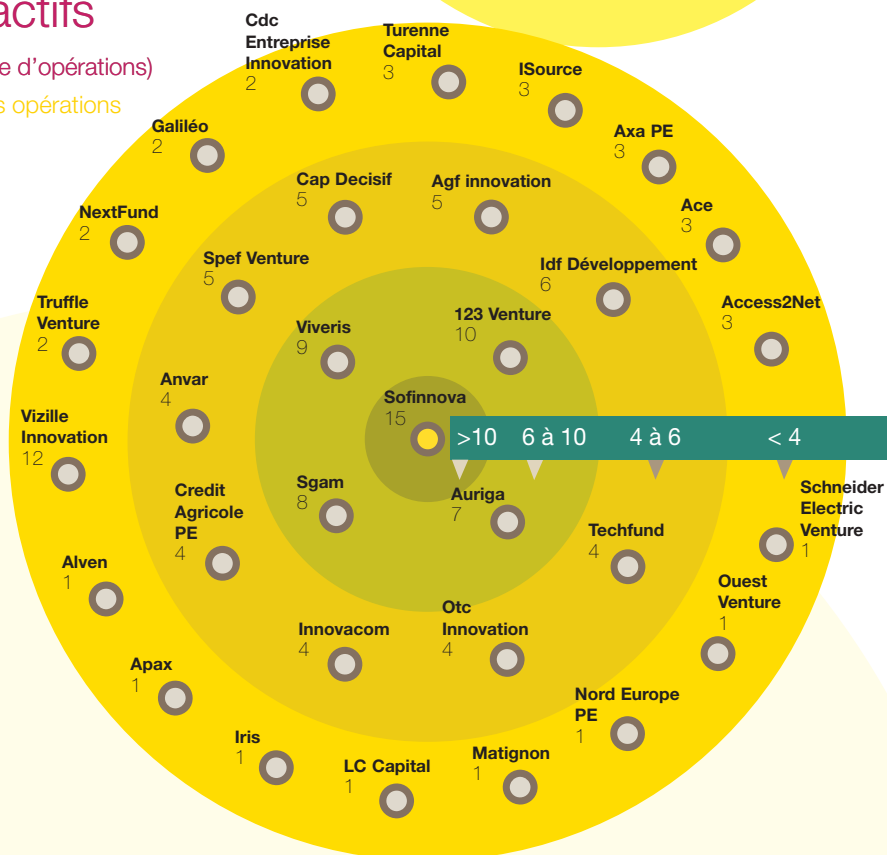 actifs
e d'opérations)
s opérations
Cdc
Entreprise
Innovation
2
Turenne
Capital
3
ISource
3
Galiléo
2
Axa PE
3
Cap Decisif
5
Agf innovation
5
NextFund
2
Ace
3
Spef Venture
5
Idf Développement
6
Truffle
Venture
2
Viveris
9
123 Venture
10
Access2Net
3
Anvar
4
Sofinnova
15
Vizille
Innovation
12
>10 6 à 10 4 à 6 < 4
Credit
Agricole
PE
4
Sgam
8
Auriga
7
Schneider
Electric
Venture
1
Techfund
4
Alven
1
Ouest
Venture
1
Innovacom
4
Otc
Innovation
4
Apax
1
Nord Europe
PE
1
Iris
1
LC Capital
1
Matignon
1